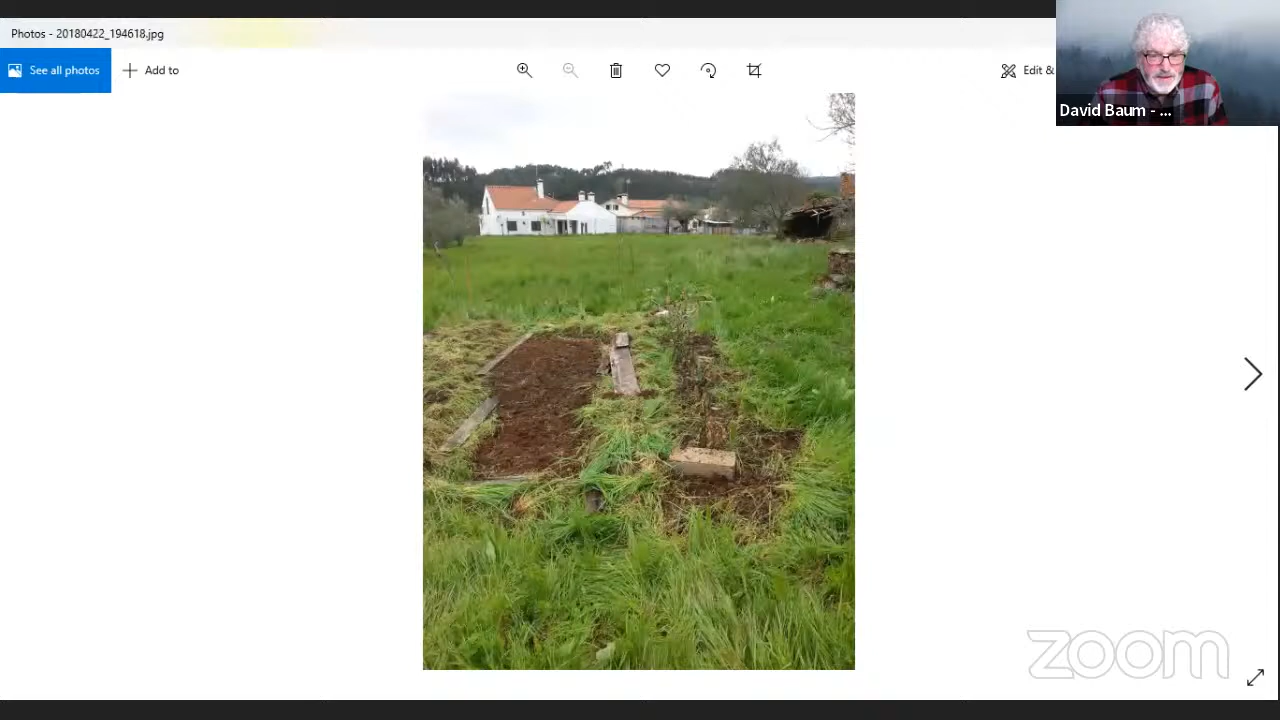 Photos - 20180422_194618.jpg
See all photos
Add to
Edit &
David Baum - ...
zoom